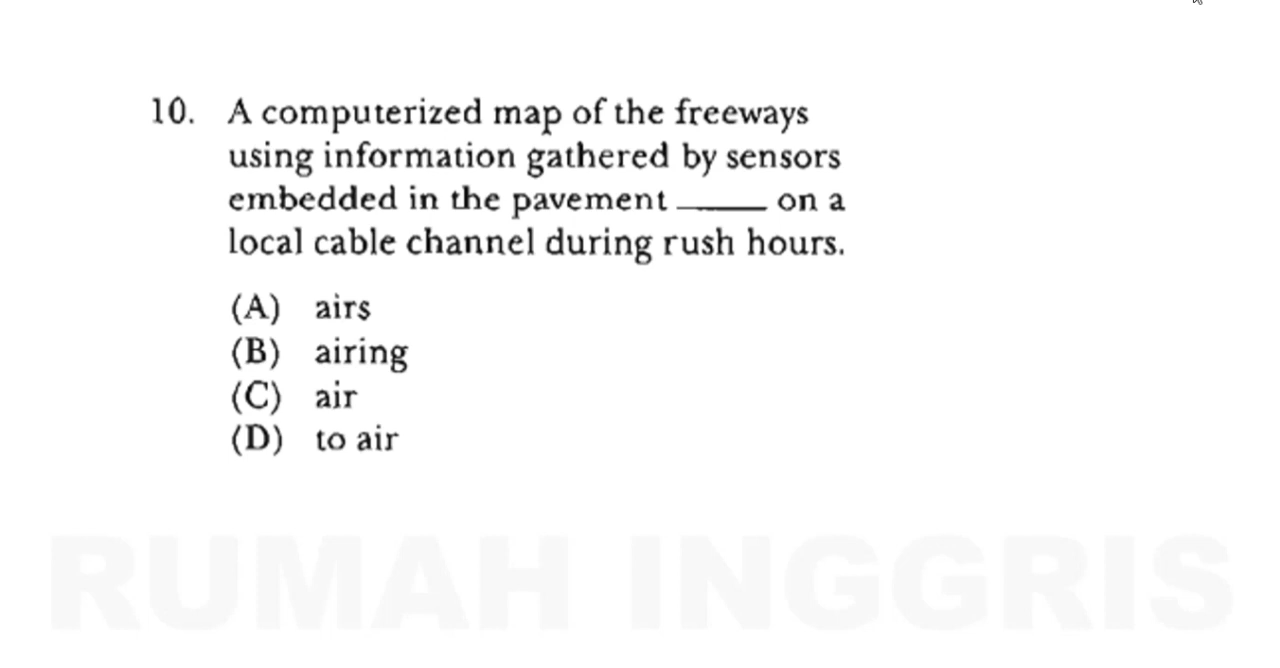 10. A computerized map of the freeways
using information gathered by sensors
embedded in the pavement _____ on a
local cable channel during rush hours.
(A) airs
(B) airing
(C) air
(D) to air
RUMAH INGGRIS